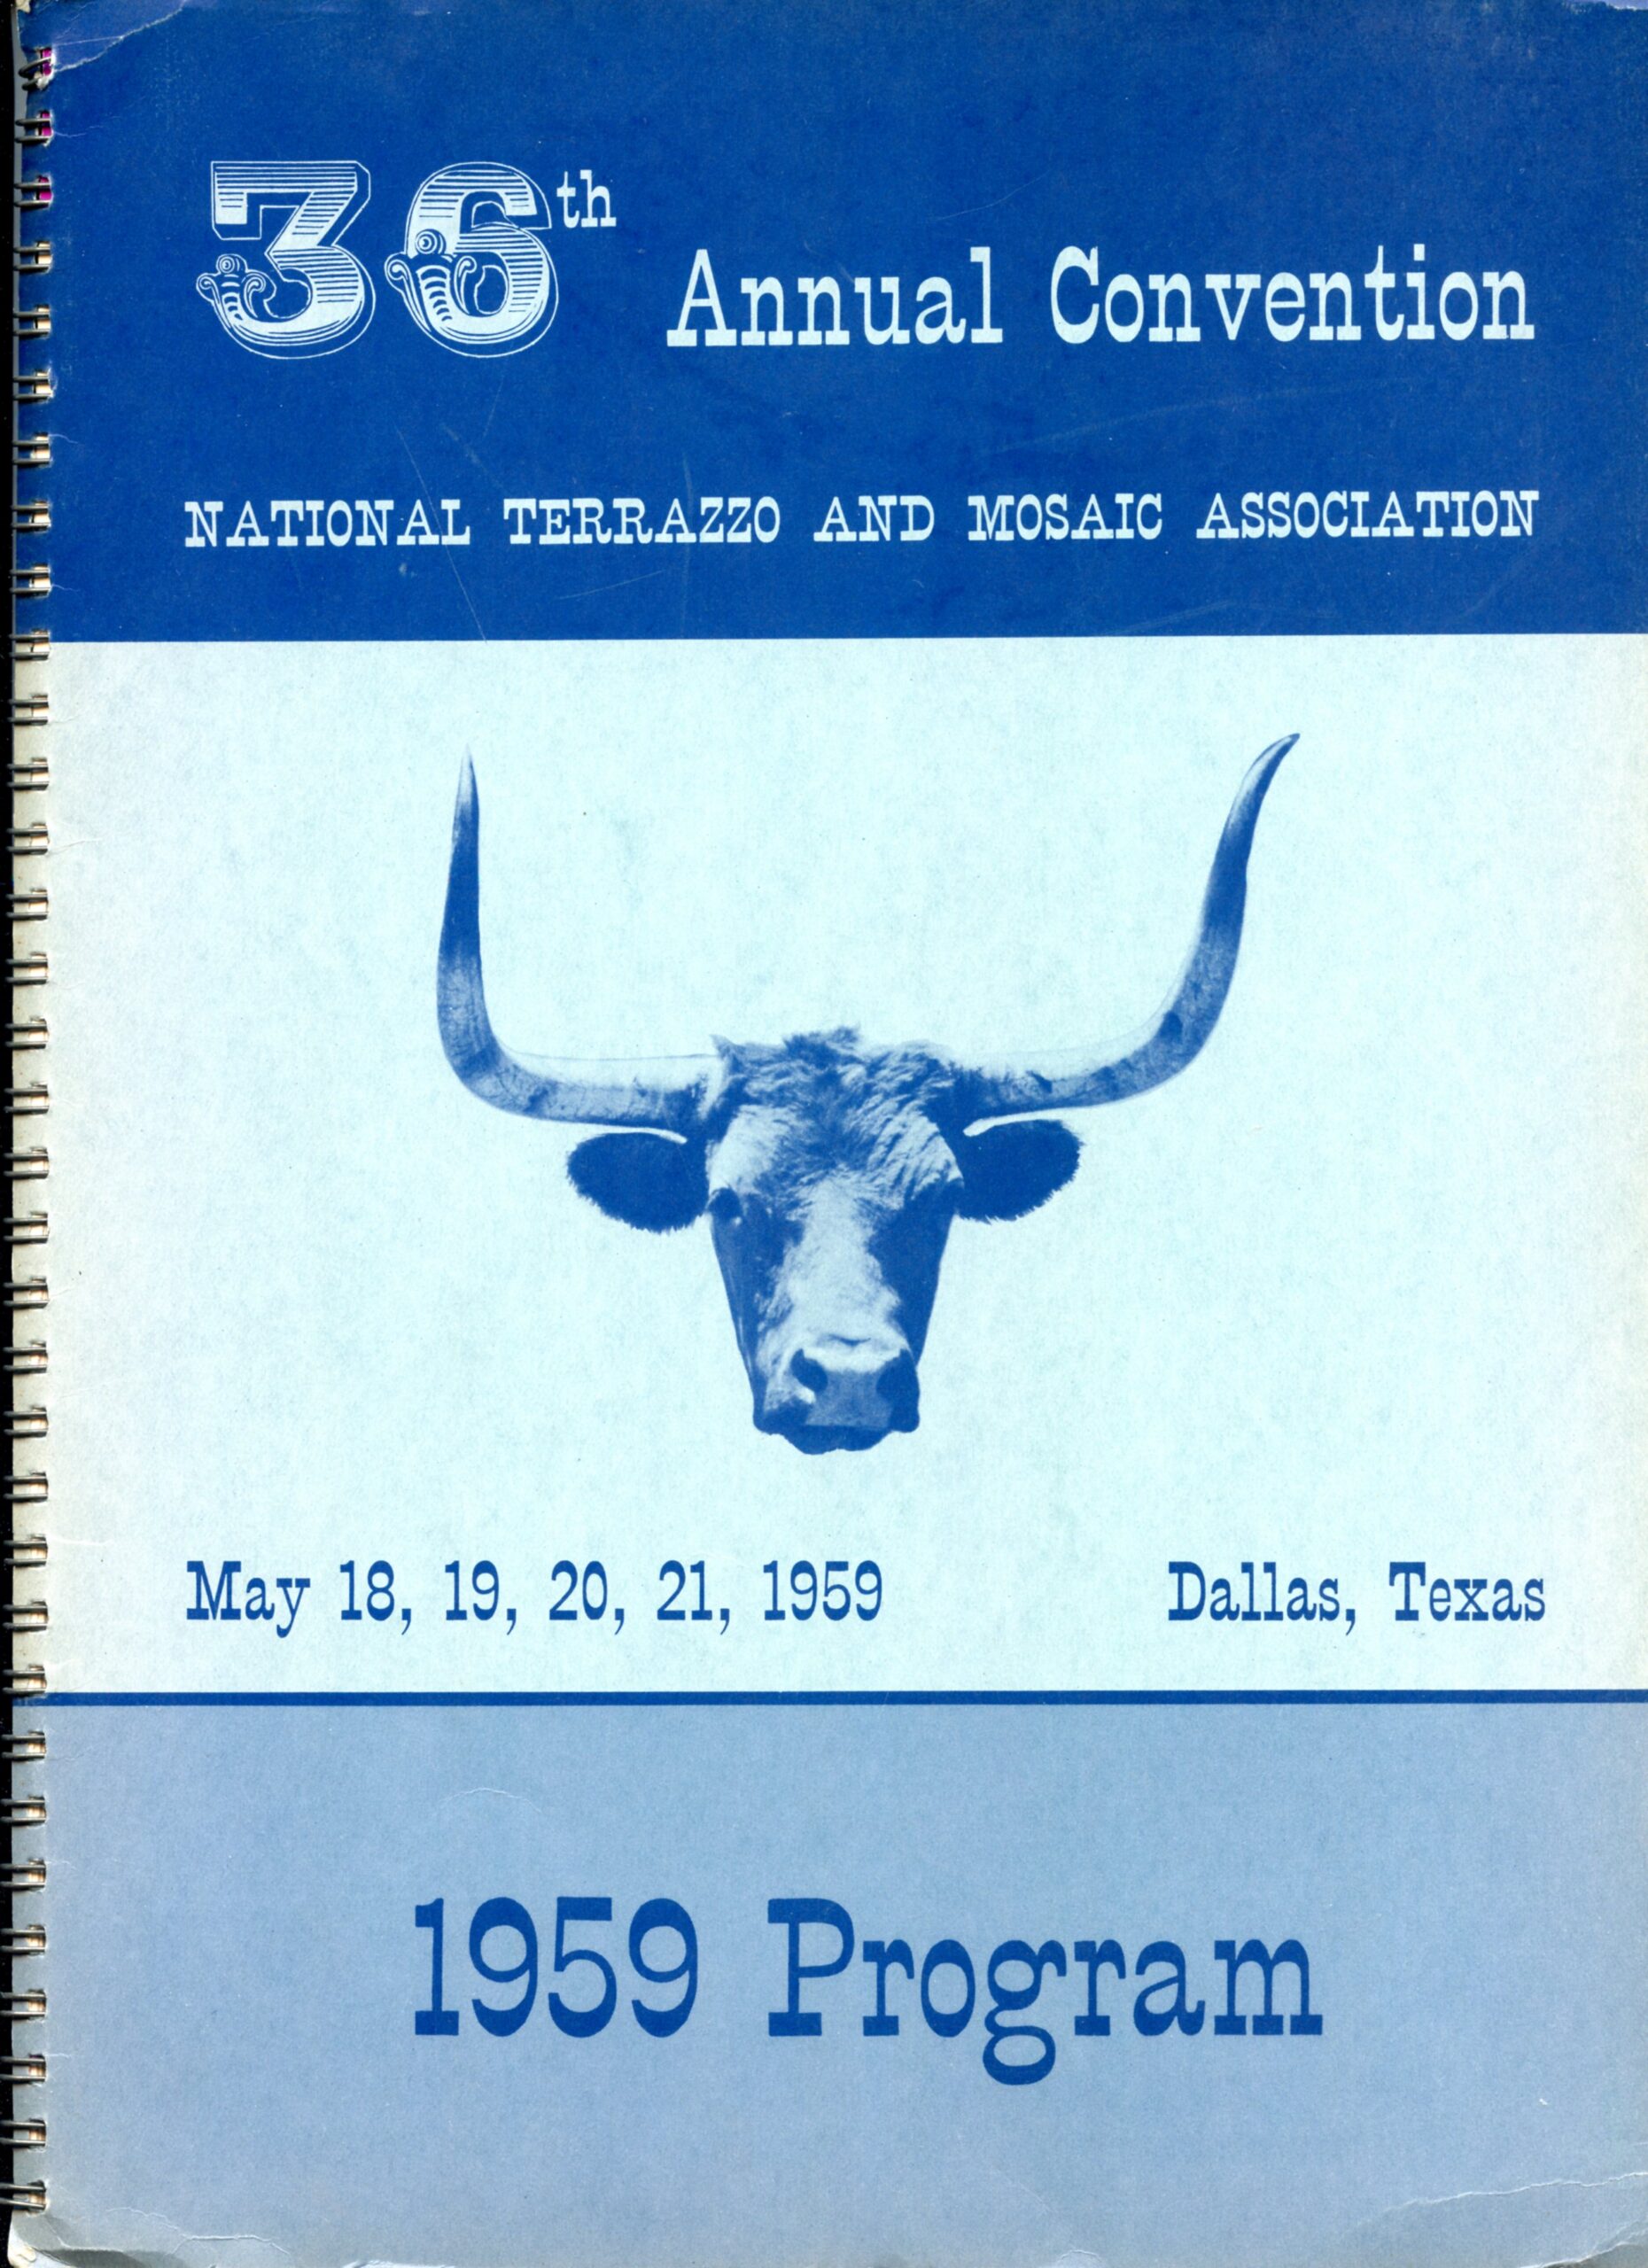 36th Annual Convention
NATIONAL TERRAZZO AND MOSAIC ASSOCIATION
May 18, 19, 20, 21, 1959 Dallas, Texas
1959 Program